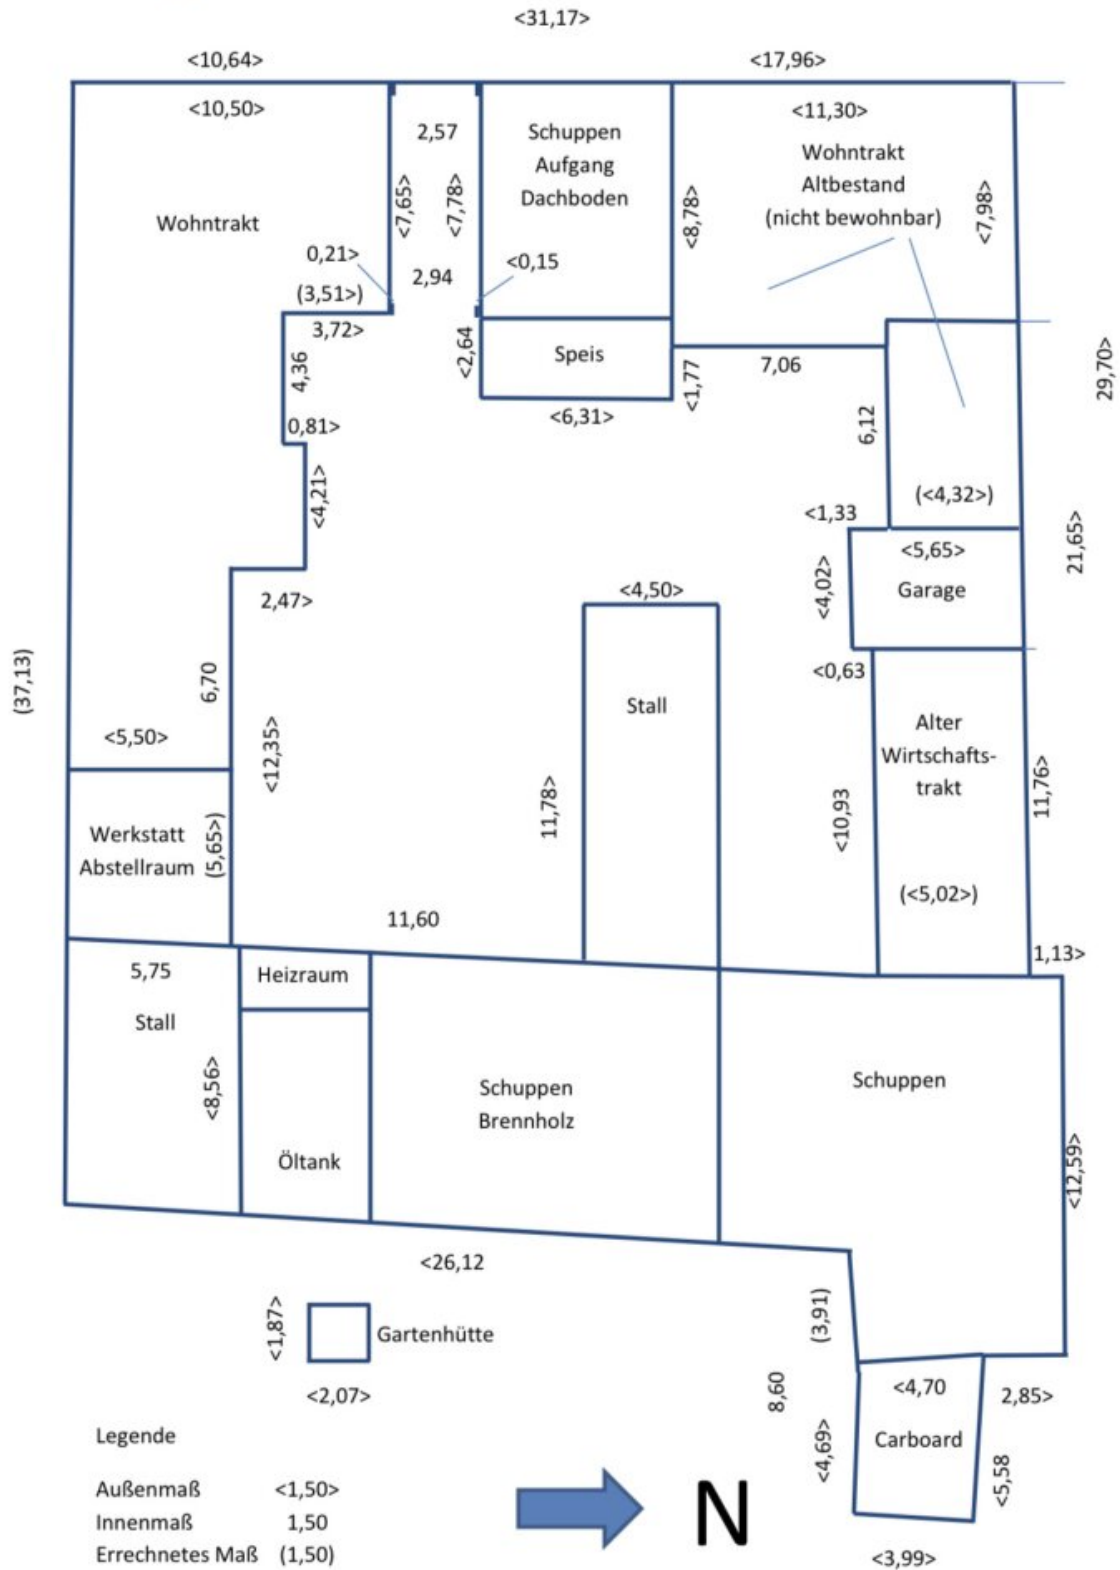 <31,17>
<10,64>
<17,96>
<10,50>
<11,30>
2,57
Schuppen
Aufgang
Dachboden
Wohntrakt
Altbestand
(nicht bewohnbar)
Wohntrakt
<7,65>
<7,78>
<8,78>
<7,98>
0,21>
2,94
<0,15
(3,51>)
3,72>
4,36
<2,64
Speis
<1,77
7,06
29,70>
<6,31>
6,12
0,81>
<4,21>
(<4,32>)
<1,33
21,65>
<5,65>
<4,02>
Garage
2,47>
<4,50>
(37,13)
6,70
<0,63
Stall
Alter
Wirtschafts-
trakt
<5,50>
<12,35>
11,78>
<10,93
11,76>
Werkstatt
Abstellraum
(5,65>)
(<5,02>)
11,60
1,13>
5,75
Heizraum
Stall
<8,56>
Schuppen
Brennholz
Schuppen
Öltank
<12,59>
<26,12
<1,87>
Gartenhütte
(3,91)
<2,07>
8,60
<4,70
2,85>
Carboard
<4,69>
<5,58
<3,99>
Legende
Außenmaß <1,50>
Innenmaß 1,50
Errechnetes Maß (1,50)
N